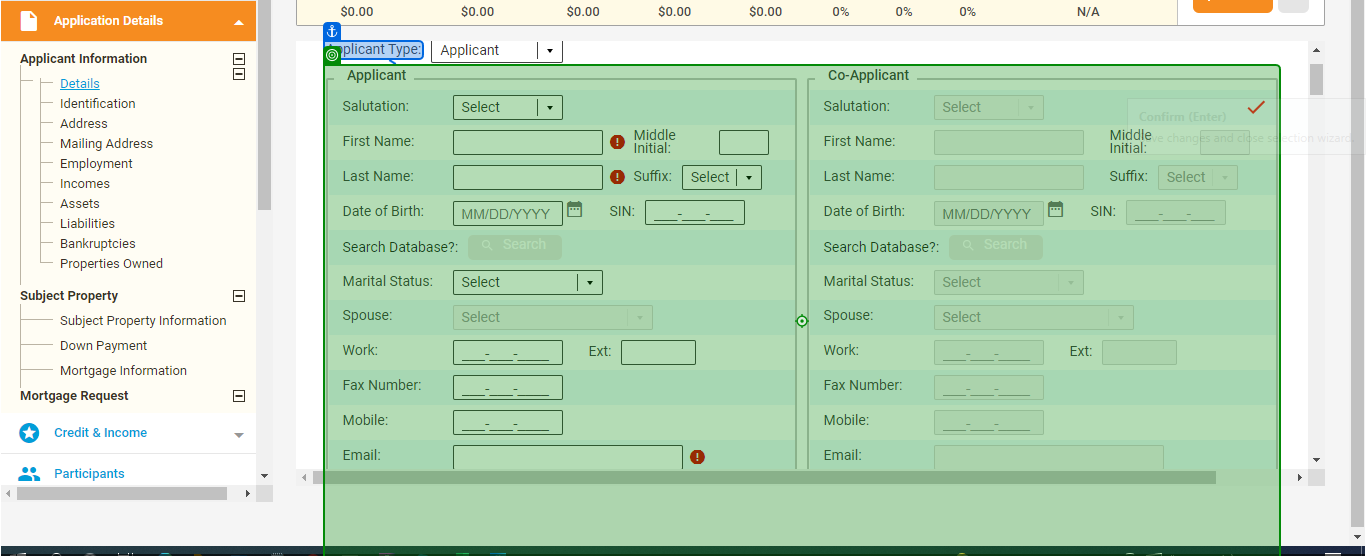 Application Details
Applicant Information
Details
Identification
Address
Mailing Address
Employment
Incomes
Assets
Liabilities
Bankruptcies
Properties Owned
Subject Property
Subject Property Information
Down Payment
Mortgage Information
Mortgage Request
Credit & Income
Participants
$0.00 $0.00 $0.00 $0.00 $0.00 0% 0% 0% N/A
plicant Type: Applicant
Applicant
Salutation: Select
First Name: Middle Initial:
Last Name: Suffix: Select
Date of Birth: MM/DD/YYYY SIN: ___-___-___
Search Database?: Search
Marital Status: Select
Spouse: Select
Work: ___-___-____ Ext:
Fax Number: ___-___-____
Mobile: ___-___-____
Email:
Co-Applicant
Salutation: Select
First Name: Middle Initial:
Last Name: Suffix: Select
Date of Birth: MM/DD/YYYY SIN: ___-___-___
Search Database?: Search
Marital Status: Select
Spouse: Select
Work: ___-___-____ Ext:
Fax Number: ___-___-____
Mobile: ___-___-____
Email:
Confirm (Enter)
changes and close selection wizard.